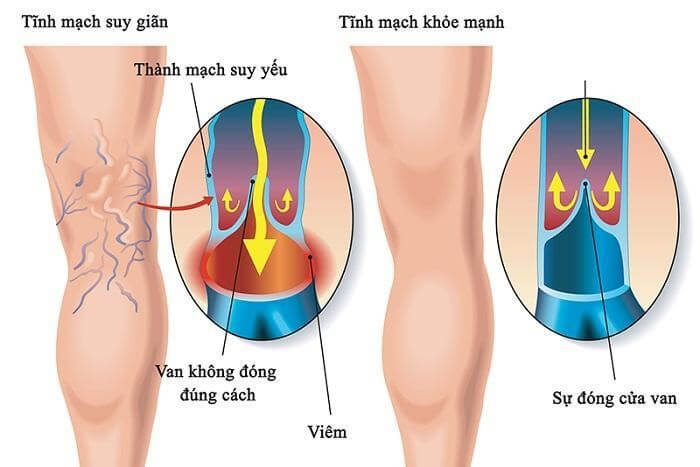 Tĩnh mạch suy giãn
Tĩnh mạch khỏe mạnh
Thành mạch suy yếu
Van không đóng
đúng cách
Viêm
Sự đóng cửa van